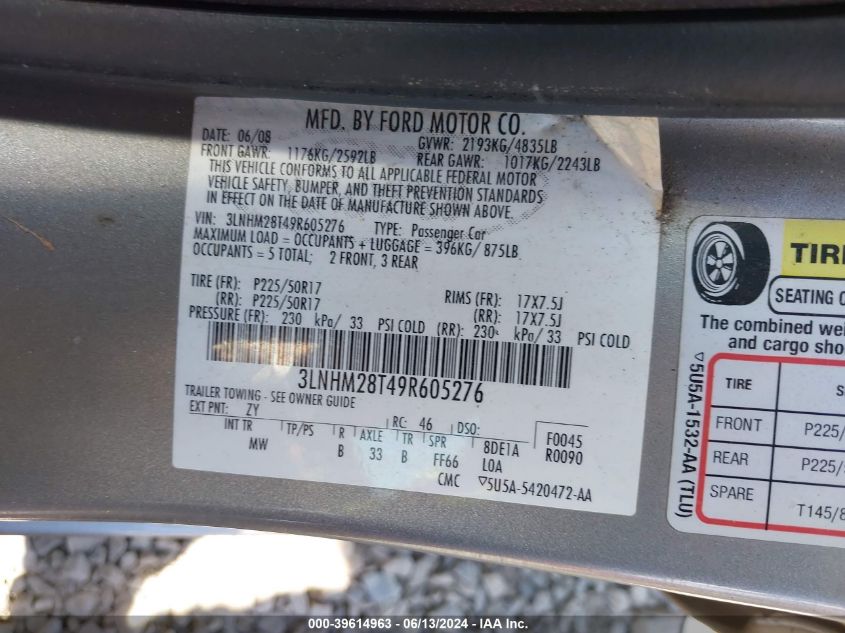 MFD. BY FORD MOTOR CO.
DATE: 06/08 GVWR: 2193KG/4835LB
FRONT GAWR: 1176KG/2592LB REAR GAWR: 1017KG/2243LB
THIS VEHICLE CONFORMS TO ALL APPLICABLE FEDERAL MOTOR
VEHICLE SAFETY, BUMPER, AND THEFT PREVENTION STANDARDS
IN EFFECT ON THE DATE OF MANUFACTURE SHOWN ABOVE.
VIN: 3LNHM28T49R605276 TYPE: Passenger Car
MAXIMUM LOAD = OCCUPANTS + LUGGAGE = 396KG/ 875LB
OCCUPANTS = 5 TOTAL; 2 FRONT, 3 REAR
TIRE (FR): P225/50R17 RIMS (FR): 17X7.5J
(RR): P225/50R17 (RR): 17X7.5J
PRESSURE (FR): 230 kPa/ 33 PSI COLD (RR): 230 kPa/ 33 PSI COLD
3LNHM28T49R605276
TRAILER TOWING - SEE OWNER GUIDE
EXT PNT: ZY RC: 46 DSO: F0045
INT TR TP/PS R AXLE TR SPR 8DE1A R0090
MW B 33 B FF66 LOA
CMC ▽5U5A-5420472-AA
TIRE
SEATING
The combined
and cargo
▽5U5A-1532-AA (TLU)
TIRE
FRONT P225/
REAR P225/
SPARE T145/
000-39614963 - 06/13/2024 - IAA Inc.